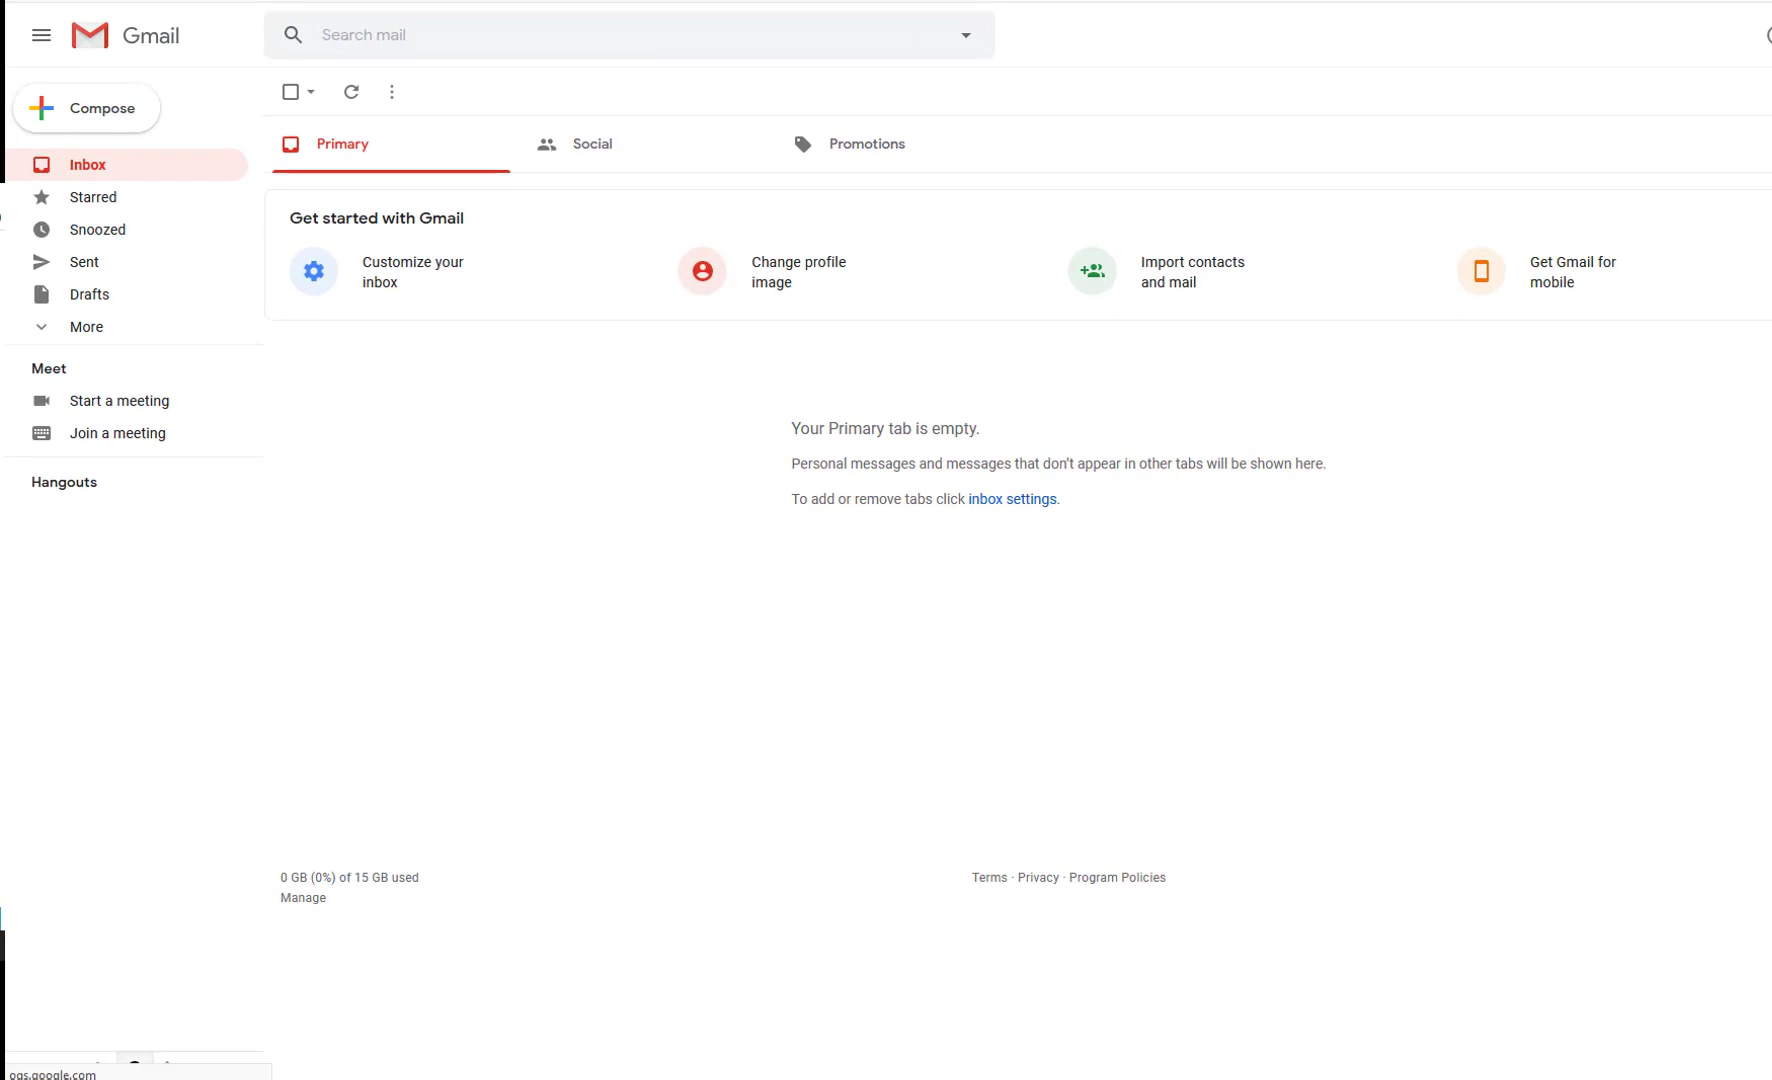 Gmail
Search mail
Compose
Inbox
Starred
Snoozed
Sent
Drafts
More
Meet
Start a meeting
Join a meeting
Hangouts
Primary
Social
Promotions
Get started with Gmail
Customize your
inbox
Change profile
image
Import contacts
and mail
Get Gmail for
mobile
Your Primary tab is empty.
Personal messages and messages that don’t appear in other tabs will be shown here.
To add or remove tabs click inbox settings.
0 GB (0%) of 15 GB used
Manage
Terms · Privacy · Program Policies
ogs.google.com